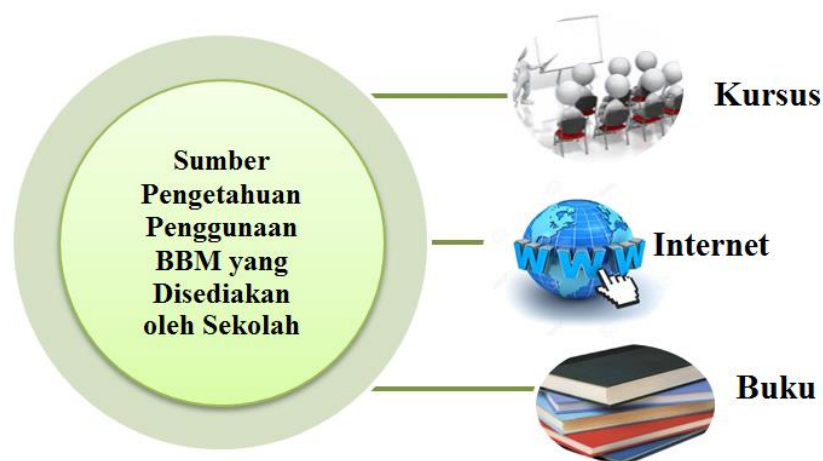 Sumber
Pengetahuan
Penggunaan
BBM yang
Disediakan
oleh Sekolah
Kursus
WWW
Internet
Buku